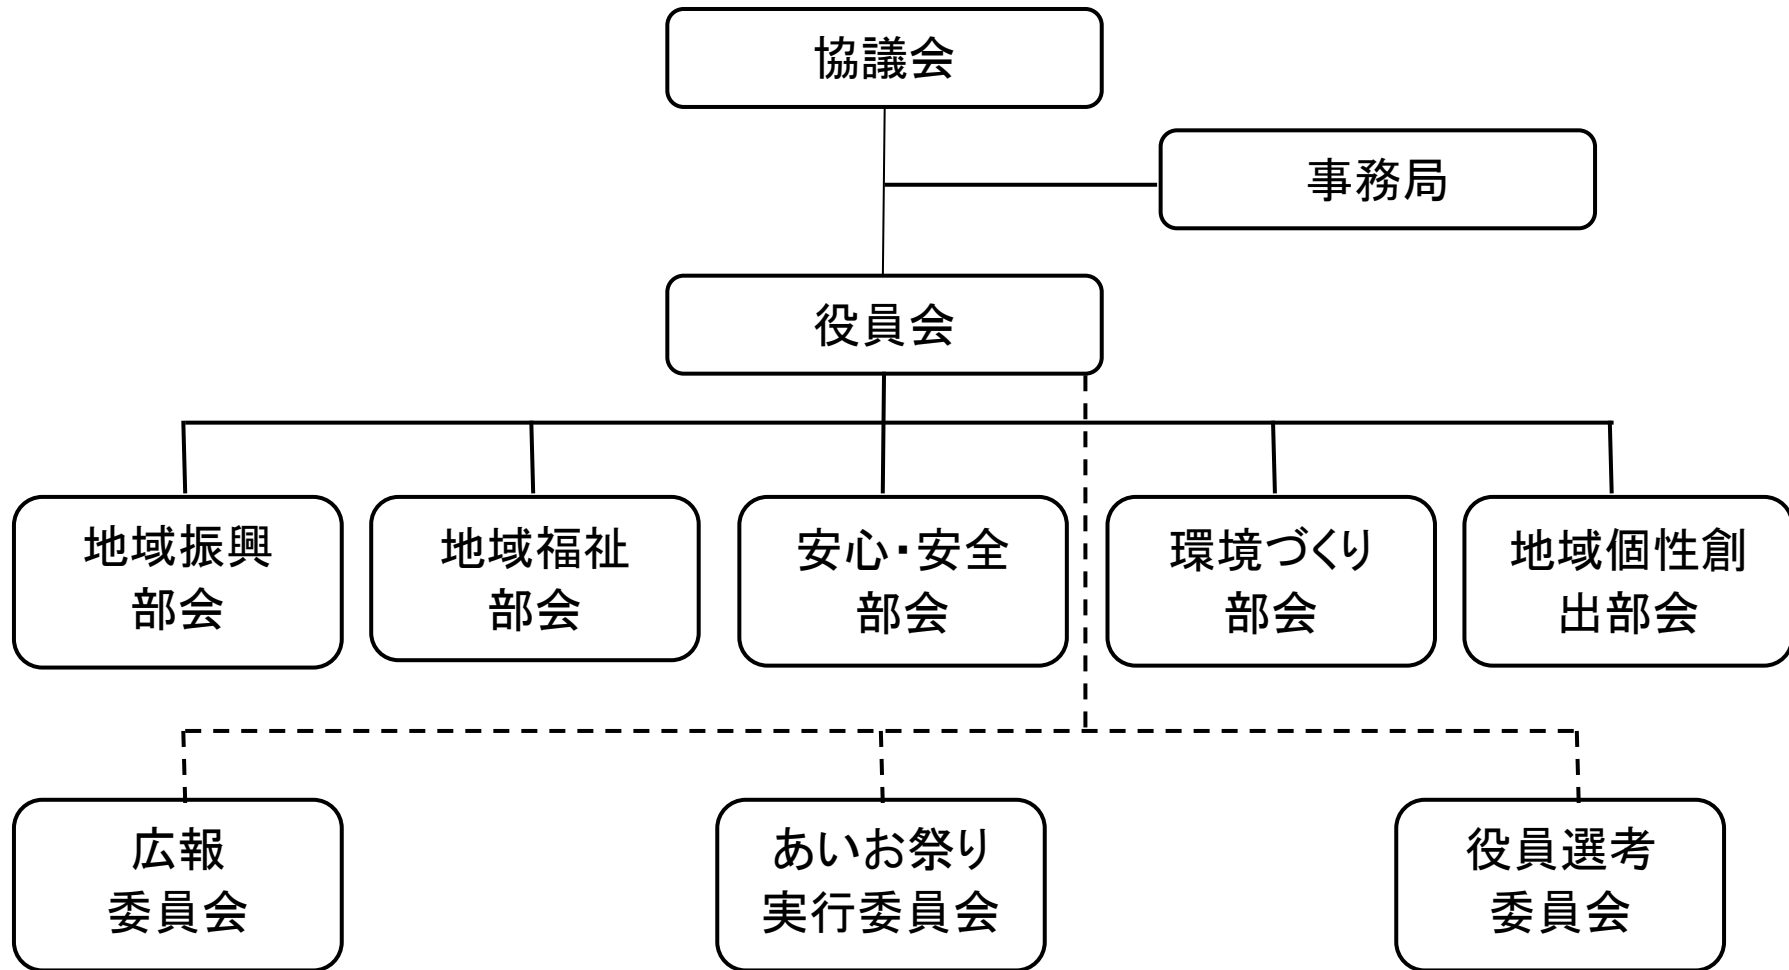 協議会
事務局
役員会
地域振興
部会
地域福祉
部会
安心・安全
部会
環境づくり
部会
地域個性創
出部会
広報
委員会
あいお祭り
実行委員会
役員選考
委員会